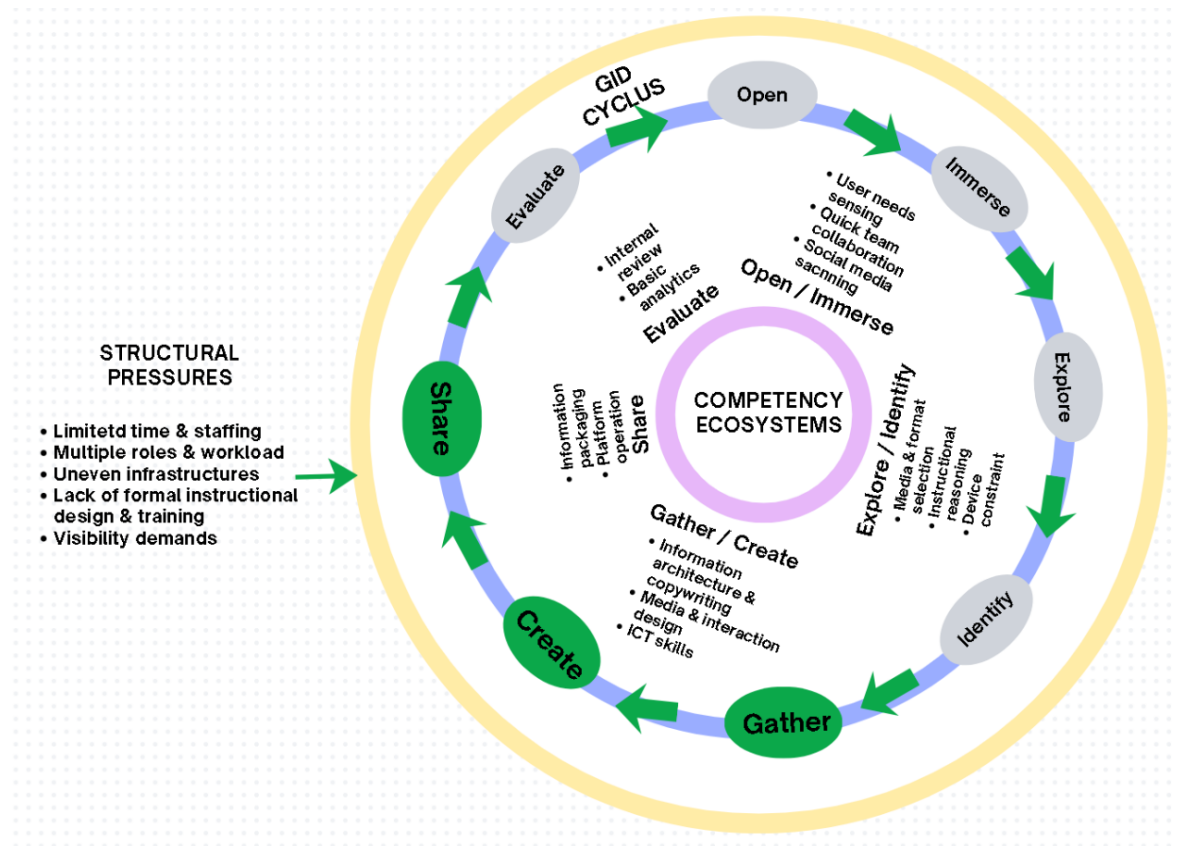 GID
CYCLUS
Open
Immerse
Explore
Identify
Gather
Create
Share
Evaluate
• User needs
sensing
• Quick team
collaboration
• Social media
sacnning
Open / Immerse
Explore / Identify
• Media & format
selection
• Instructional
reasoning
• Device
constraint
Gather / Create
• Information
architecture &
copywriting
• Media & interaction
design
• ICT skills
Share
• Information
packaging
• Platform
operation
• Internal
review
• Basic
analytics
Evaluate
COMPETENCY
ECOSYSTEMS
STRUCTURAL
PRESSURES
• Limitetd time & staffing
• Multiple roles & workload
• Uneven infrastructures
• Lack of formal instructional
design & training
• Visibility demands